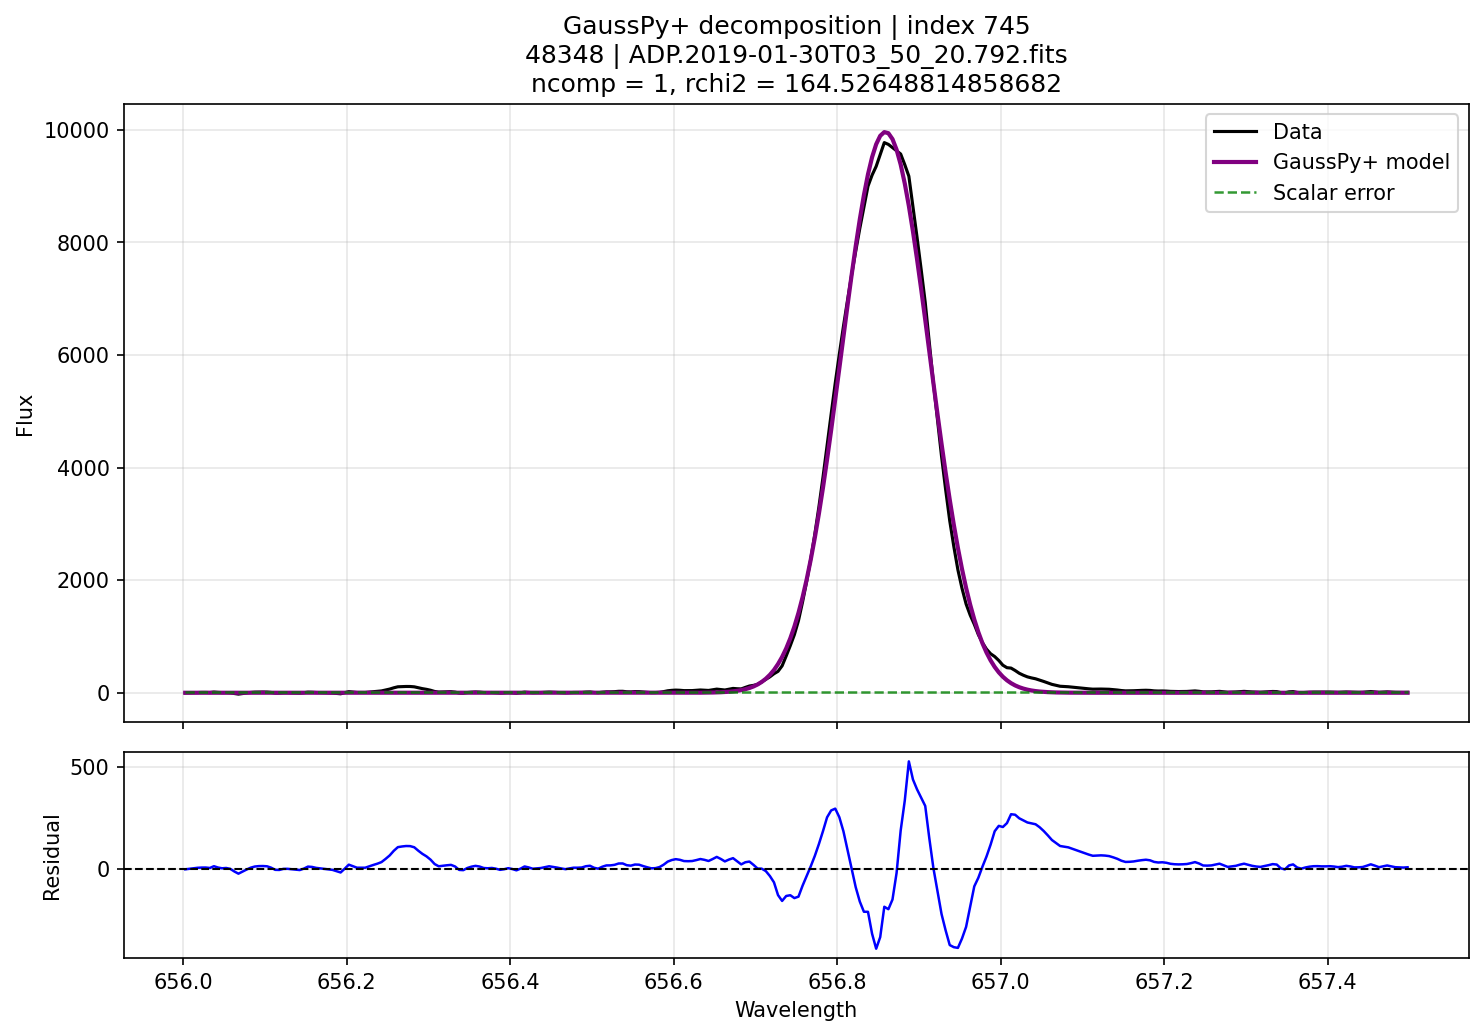 GaussPy+ decomposition | index 745
48348 | ADP.2019-01-30T03_50_20.792.fits
ncomp = 1, rchi2 = 164.52648814858682
10000
8000
6000
4000
2000
0
Flux
Data
GaussPy+ model
Scalar error
500
0
Residual
656.0 656.2 656.4 656.6 656.8 657.0 657.2 657.4
Wavelength